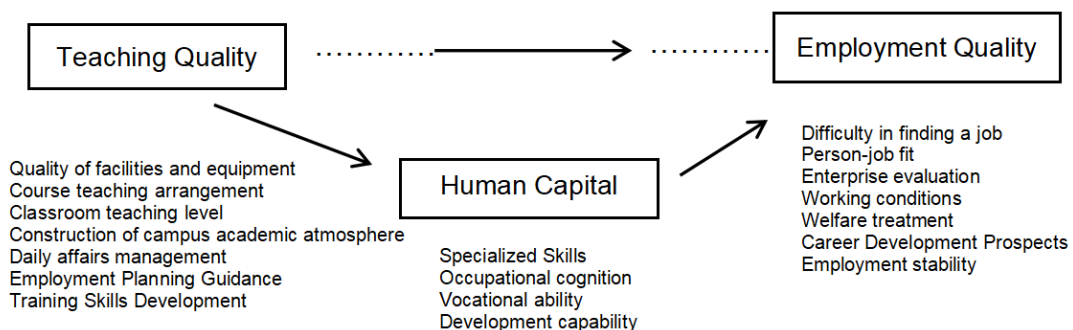 Teaching Quality
Employment Quality
Quality of facilities and equipment
Course teaching arrangement
Classroom teaching level
Construction of campus academic atmosphere
Daily affairs management
Employment Planning Guidance
Training Skills Development
Human Capital
Specialized Skills
Occupational cognition
Vocational ability
Development capability
Difficulty in finding a job
Person-job fit
Enterprise evaluation
Working conditions
Welfare treatment
Career Development Prospects
Employment stability